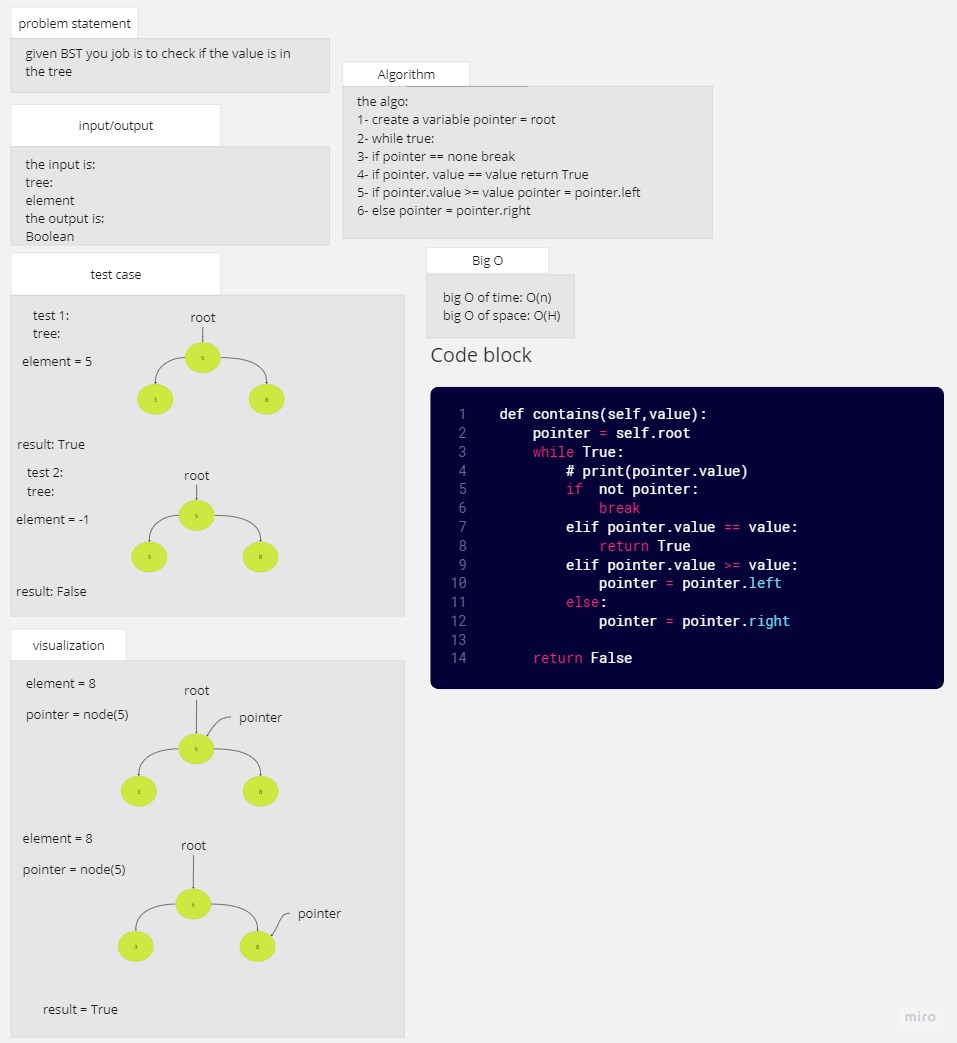 problem statement
given BST you job is to check if the value is in
the tree
input/output
the input is:
tree:
element
the output is:
Boolean
Algorithm
the algo:
1- create a variable pointer = root
2- while true:
3- if pointer == none break
4- if pointer. value == value return True
5- if pointer.value >= value pointer = pointer.left
6- else pointer = pointer.right
Big O
big O of time: O(n)
big O of space: O(H)
test case
test 1:
tree:
root
element = 5
5
3
8
result: True
test 2:
tree:
root
element = -1
5
3
8
result: False
visualization
element = 8
root
pointer = node(5)
pointer
5
3
8
element = 8
root
pointer = node(5)
5
pointer
3
8
result = True
Code block
1 def contains(self,value):
2 pointer = self.root
3 while True:
4 # print(pointer.value)
5 if not pointer:
6 break
7 elif pointer.value == value:
8 return True
9 elif pointer.value >= value:
10 pointer = pointer.left
11 else:
12 pointer = pointer.right
13
14 return False
miro